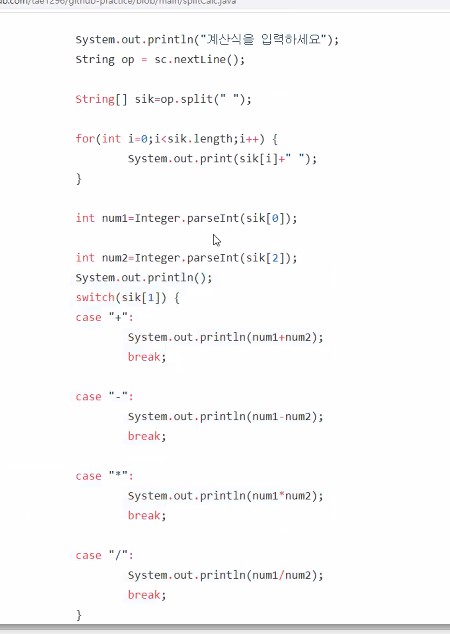 ub.com/tae1296/github-practice/blob/main/splitCalc.java
System.out.println("계산식을 입력하세요");
String op = sc.nextLine();
String[] sik=op.split(" ");
for(int i=0;i<sik.length;i++) {
System.out.print(sik[i]+" ");
}
int num1=Integer.parseInt(sik[0]);
int num2=Integer.parseInt(sik[2]);
System.out.println();
switch(sik[1]) {
case "+":
System.out.println(num1+num2);
break;
case "-":
System.out.println(num1-num2);
break;
case "*":
System.out.println(num1*num2);
break;
case "/":
System.out.println(num1/num2);
break;
}